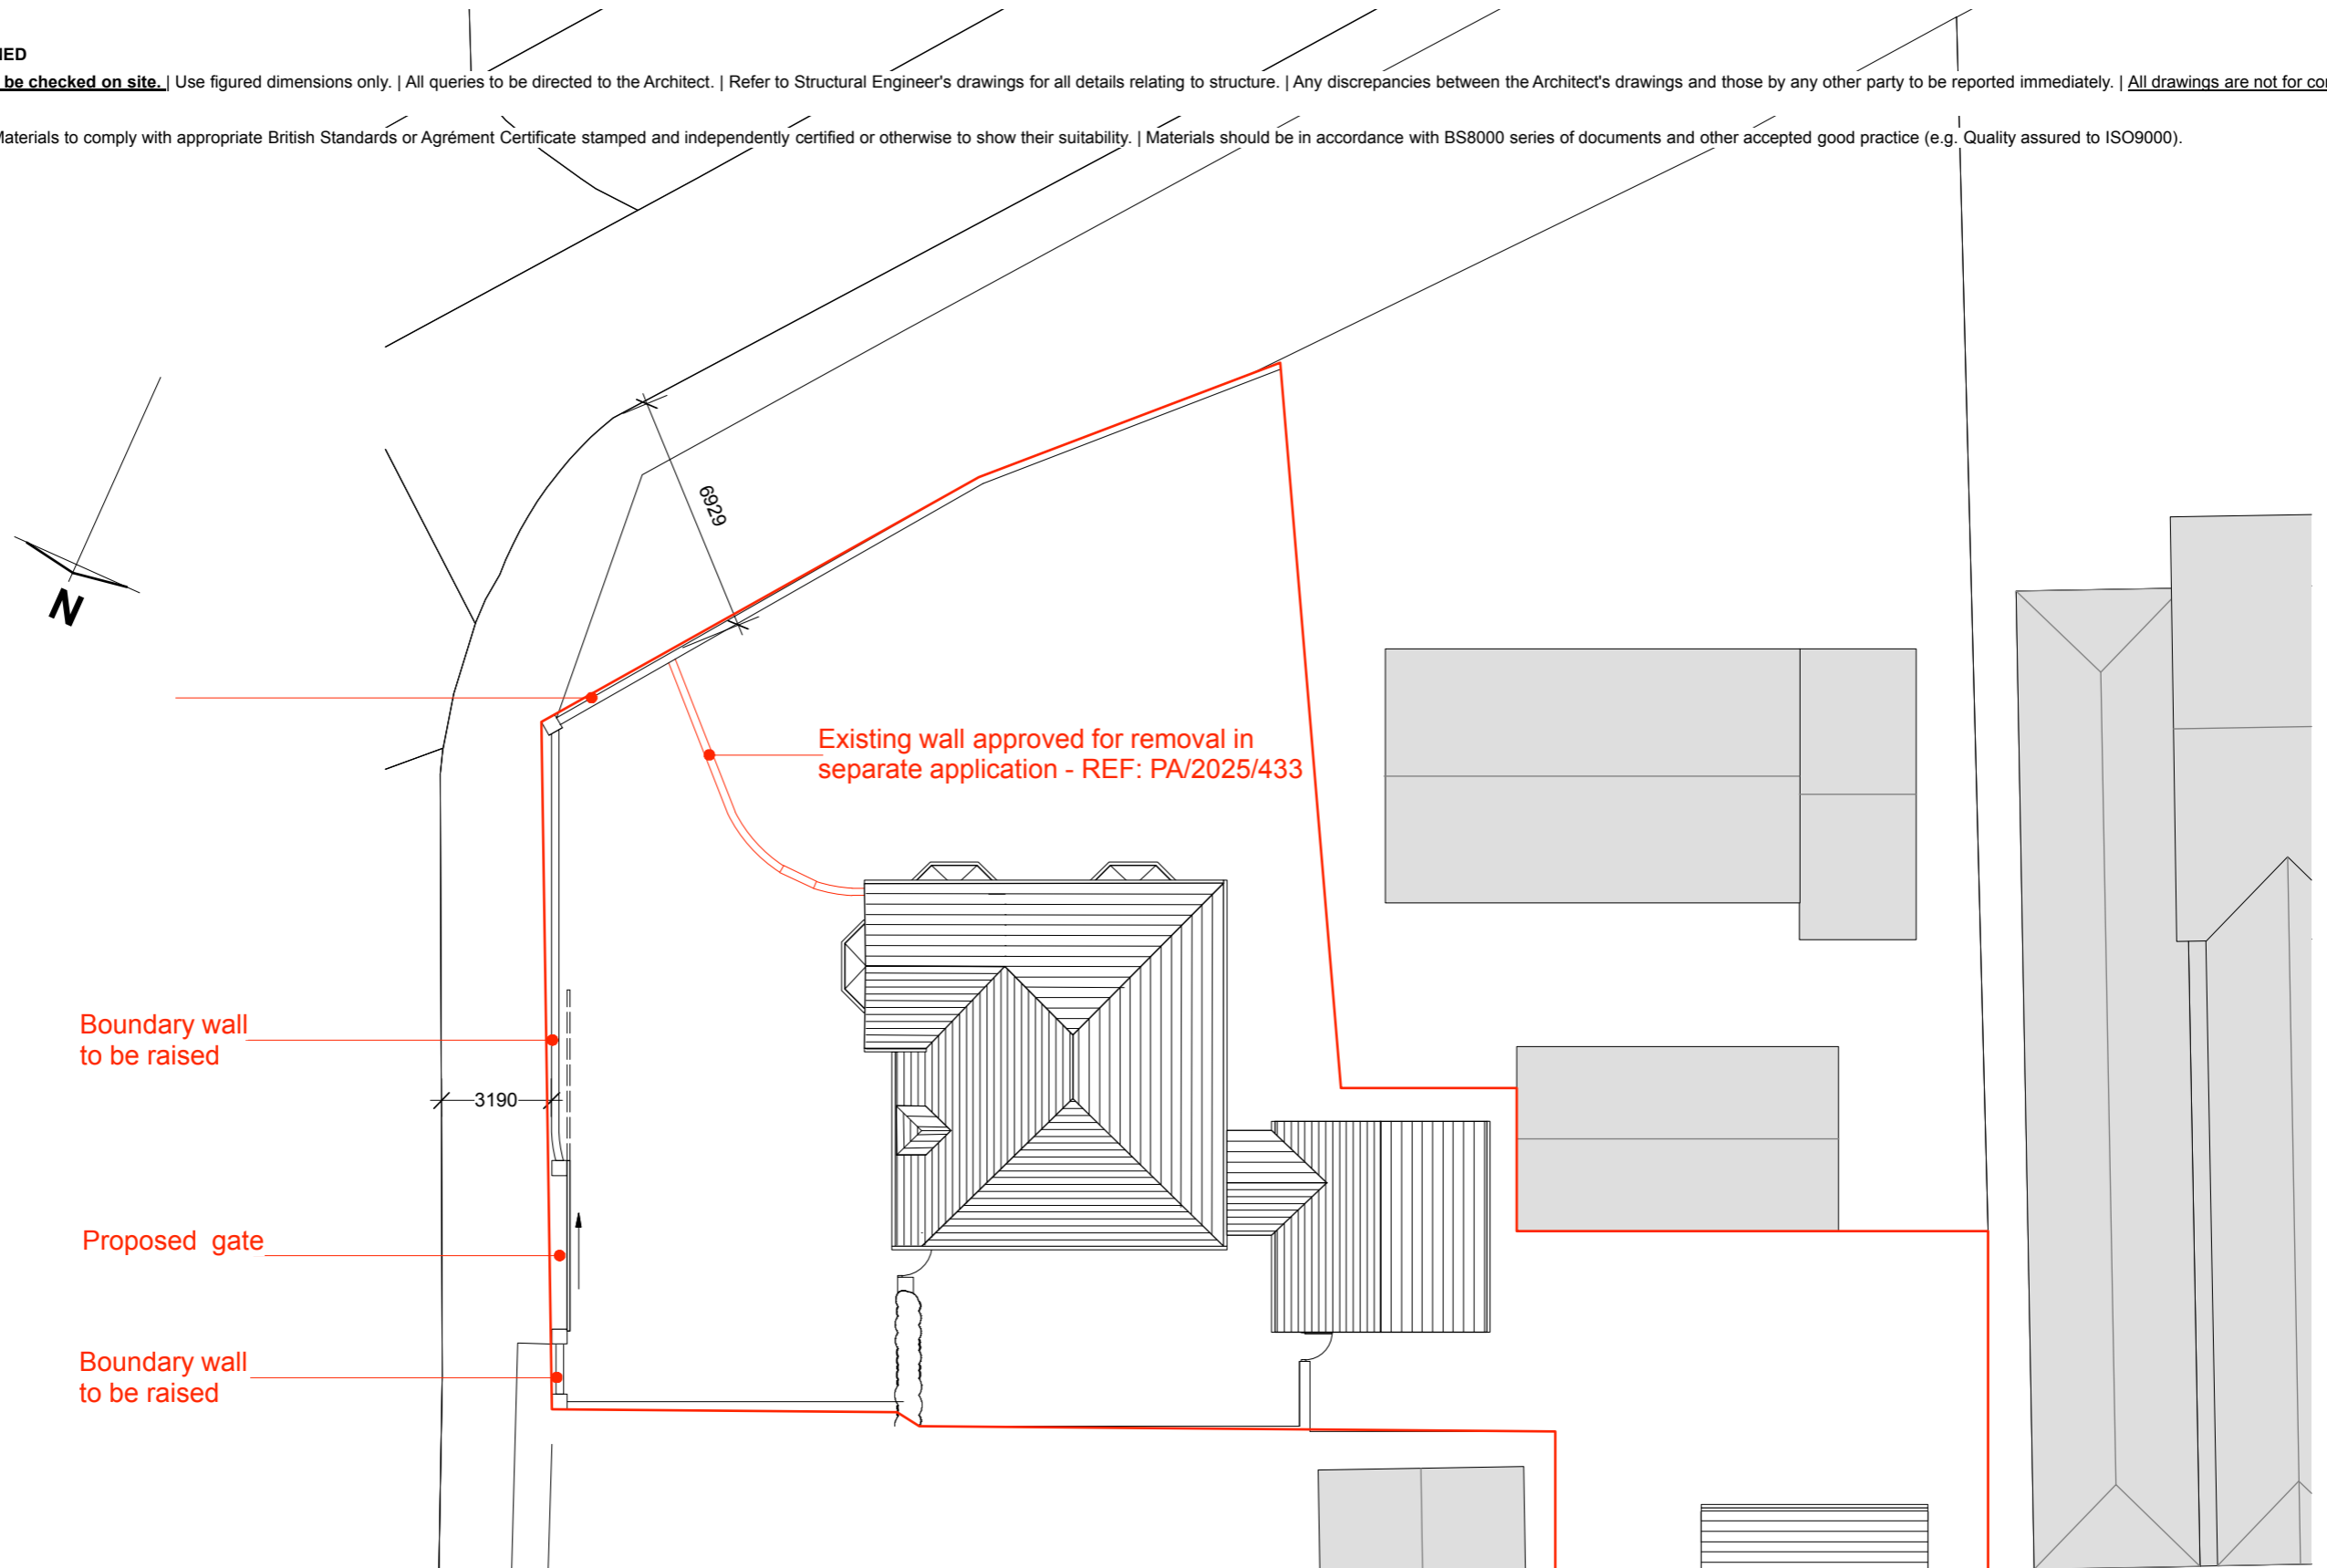 be checked on site. | Use figured dimensions only. | All queries to be directed to the Architect. | Refer to Structural Engineer's drawings for all details relating to structure. | Any discrepancies between the Architect's drawings and those by any other party to be reported immediately. | All drawings are not for
Materials to comply with appropriate British Standards or Agrément Certificate stamped and independently certified or otherwise to show their suitability. | Materials should be in accordance with BS8000 series of documents and other accepted good practice (e.g. Quality assured to ISO9000).
6929
N
Existing wall approved for removal in
separate application - REF: PA/2025/433
Boundary wall
to be raised
3190
Proposed gate
Boundary wall
to be raised